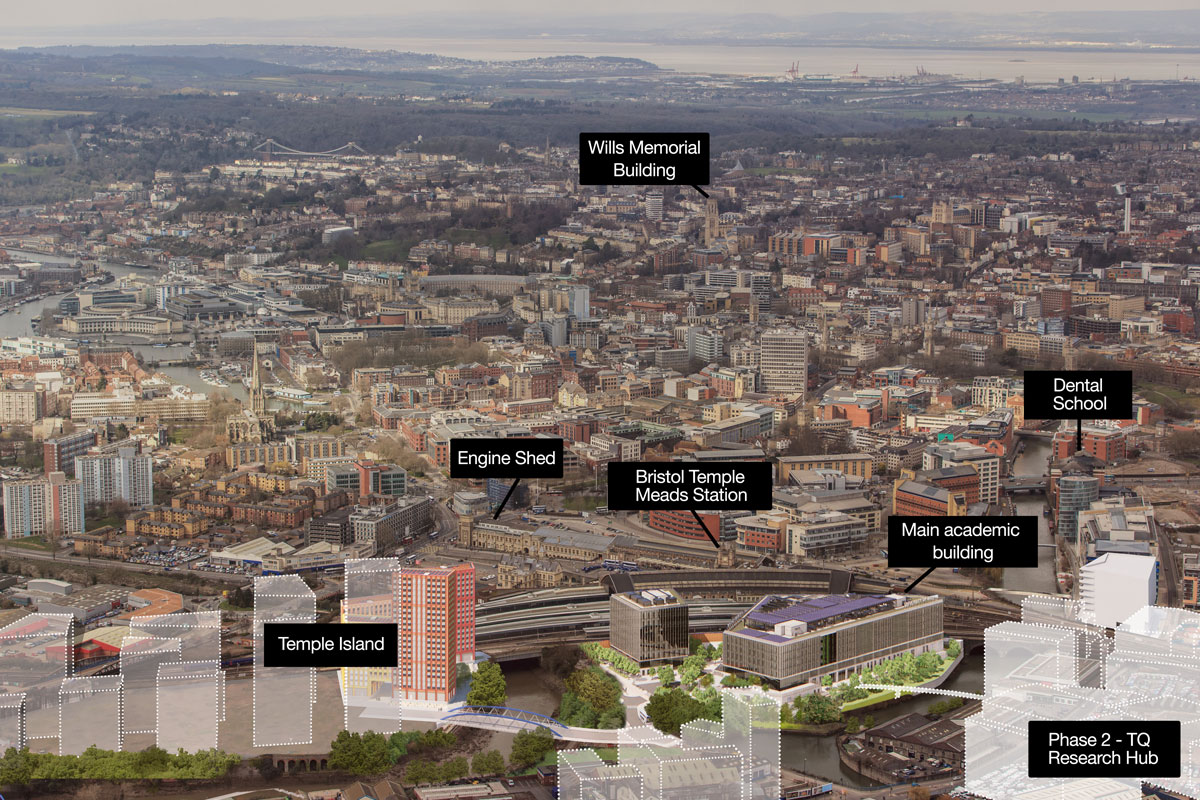 Wills Memorial
Building
Dental
School
Engine Shed
Bristol Temple
Meads Station
Main academic
building
Temple Island
Phase 2 - TQ
Research Hub